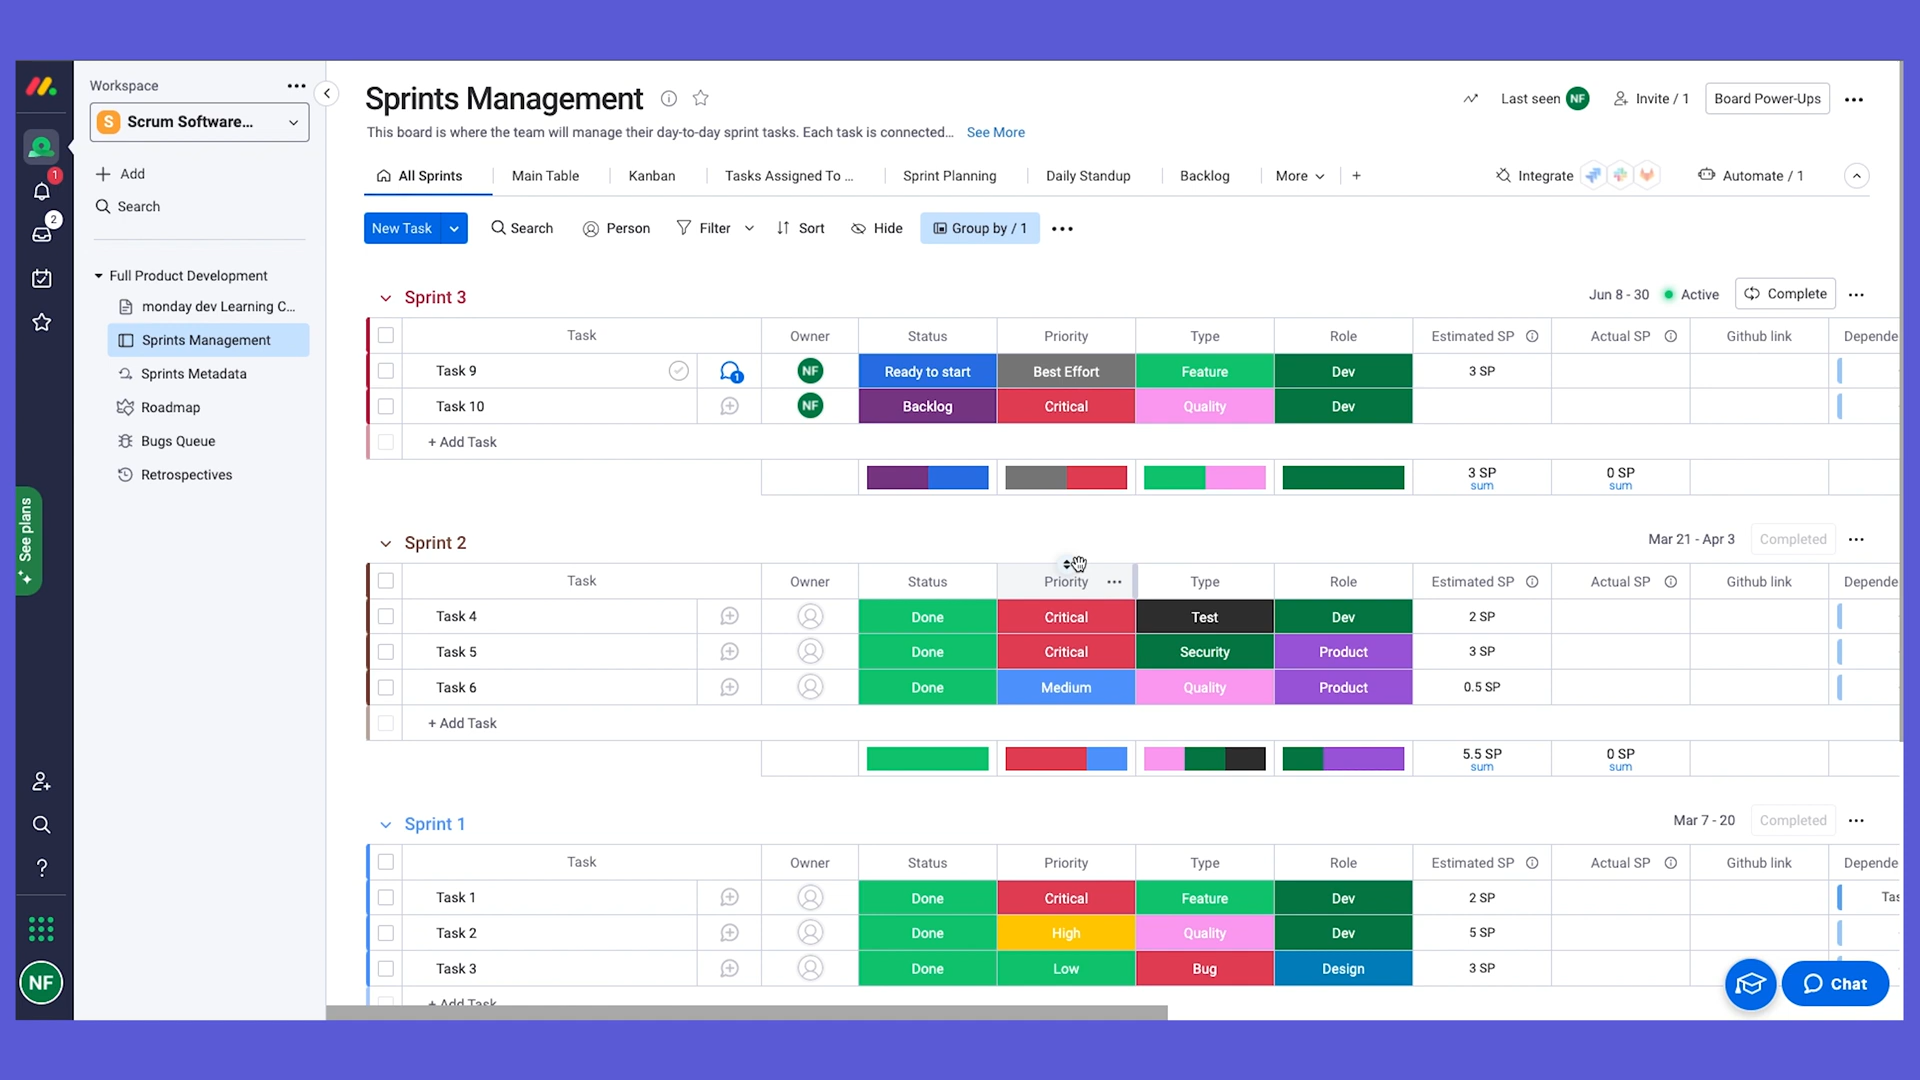 Workspace
S Scrum Software...
Add
Search
Full Product Development
monday dev Learning C...
Sprints Management
Sprints Metadata
Roadmap
Bugs Queue
Retrospectives
1
2
See plans
?
NF
Sprints Management
This board is where the team will manage their day-to-day sprint tasks. Each task is connected... See More
Last seen NF Invite / 1 Board Power-Ups
All Sprints Main Table Kanban Tasks Assigned To ... Sprint Planning Daily Standup Backlog More + Integrate Automate / 1
New Task Search Person Filter Sort Hide Group by / 1
Sprint 3 Jun 8 - 30 Active Complete
Task Owner Status Priority Type Role Estimated SP Actual SP Github link Depende
Task 9 1 NF Ready to start Best Effort Feature Dev 3 SP
Task 10 NF Backlog Critical Quality Dev
+ Add Task
3 SP 0 SP
sum sum
Sprint 2 Mar 21 - Apr 3 Completed
Task Owner Status Priority Type Role Estimated SP Actual SP Github link Depende
Task 4 Done Critical Test Dev 2 SP
Task 5 Done Critical Security Product 3 SP
Task 6 Done Medium Quality Product 0.5 SP
+ Add Task
5.5 SP 0 SP
sum sum
Sprint 1 Mar 7 - 20 Completed
Task Owner Status Priority Type Role Estimated SP Actual SP Github link Depende
Task 1 Done Critical Feature Dev 2 SP Tas
Task 2 Done High Quality Dev 5 SP
Task 3 Done Low Bug Design 3 SP
+ Add Task
Chat